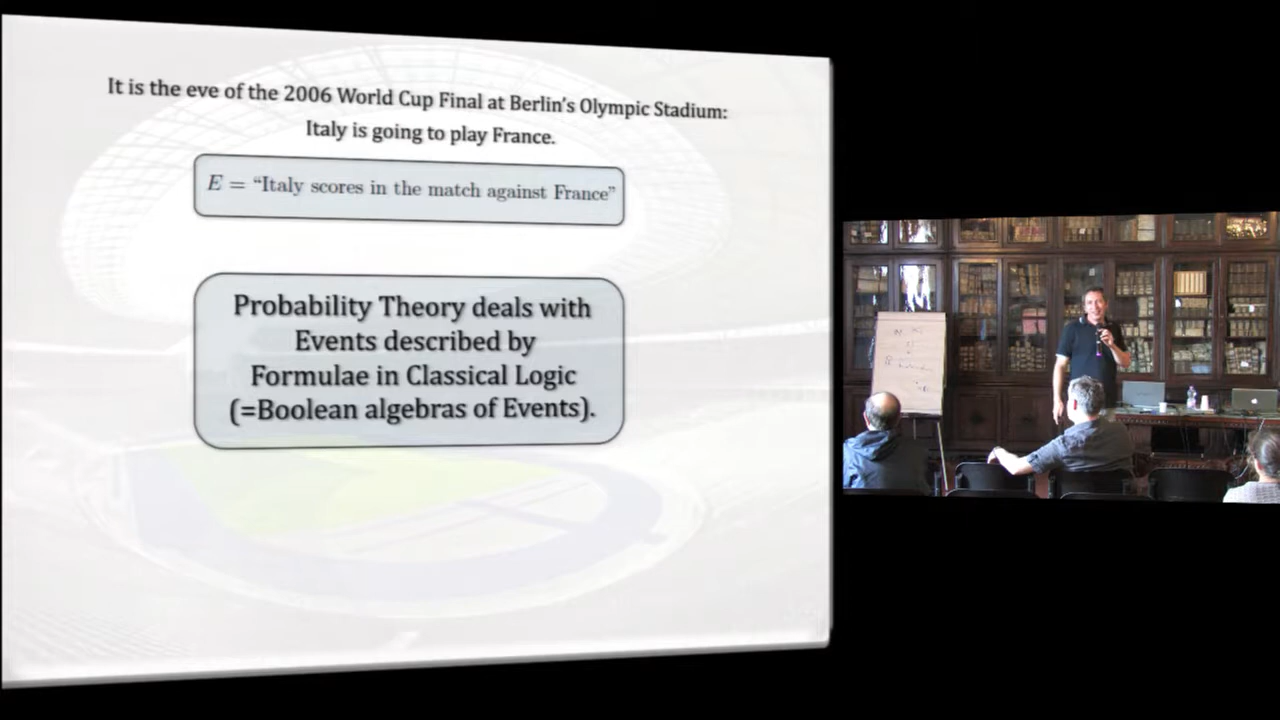 It is the eve of the 2006 World Cup Final at Berlin's Olympic Stadium:
Italy is going to play France.
E = “Italy scores in the match against France”
Probability Theory deals with
Events described by
Formulae in Classical Logic
(=Boolean algebras of Events).